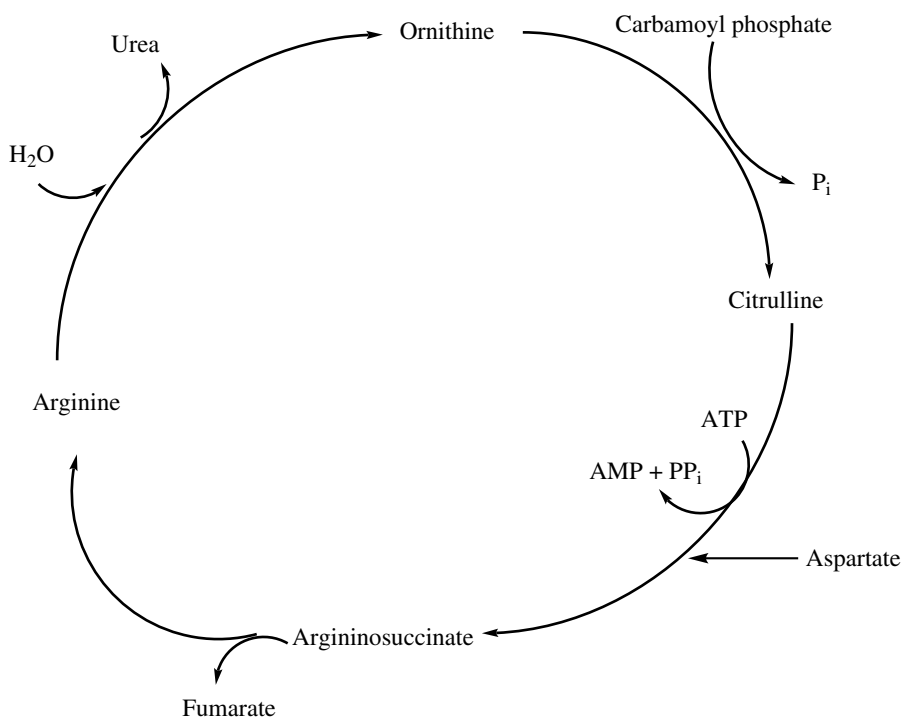 Carbamoyl phosphate
Ornithine
Urea
H₂O
Pᵢ
Citrulline
Arginine
ATP
AMP + PPᵢ
Aspartate
Argininosuccinate
Fumarate